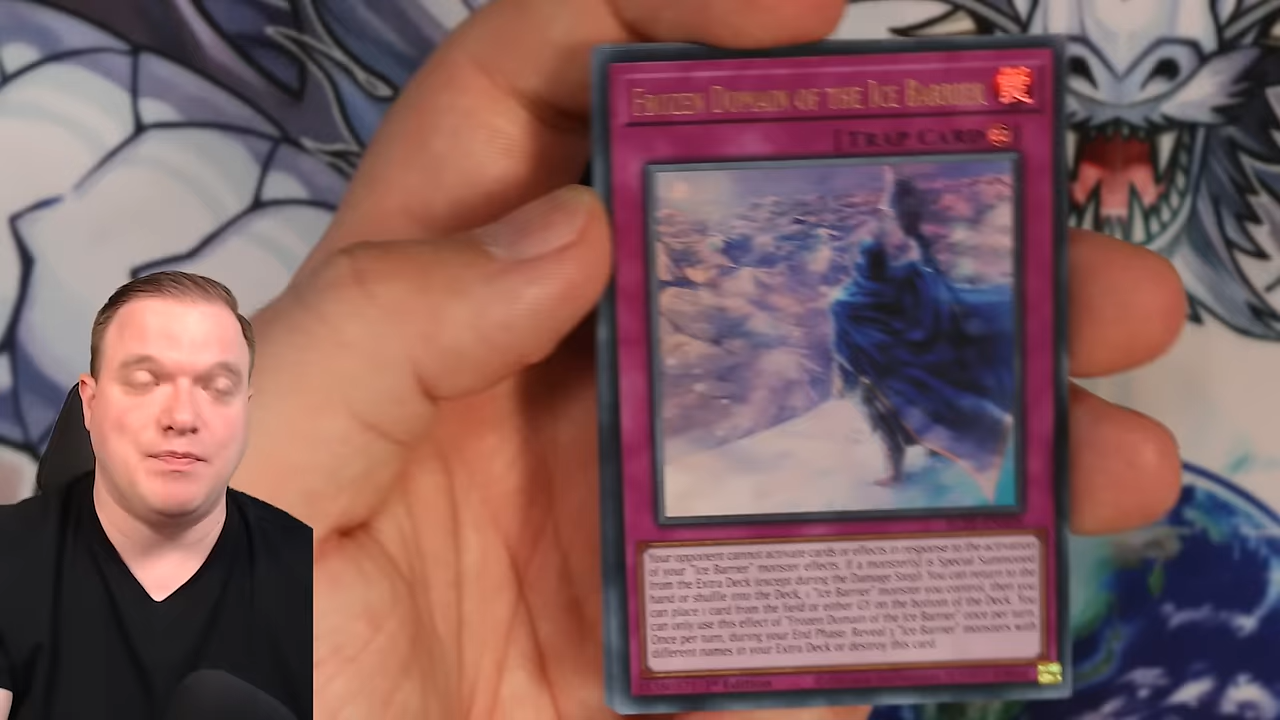 Frozen Domain of the Ice Barrier
[TRAP CARD
Your opponent cannot activate cards or effects in response to the activation
of your "Ice Barrier" monster effects. If a monster(s) is Special Summoned
from the Extra Deck (except during the Damage Step): You can return to the
hand or shuffle into the Deck, 1 "Ice Barrier" monster you control, then you
can place 1 card from the field or either GY on the bottom of the Deck. You
can only use this effect of "Frozen Domain of the Ice Barrier" once per turn.
Once per turn, during your End Phase: Reveal 3 "Ice Barrier" monsters with
different names in your Extra Deck or destroy this card.
1st Edition